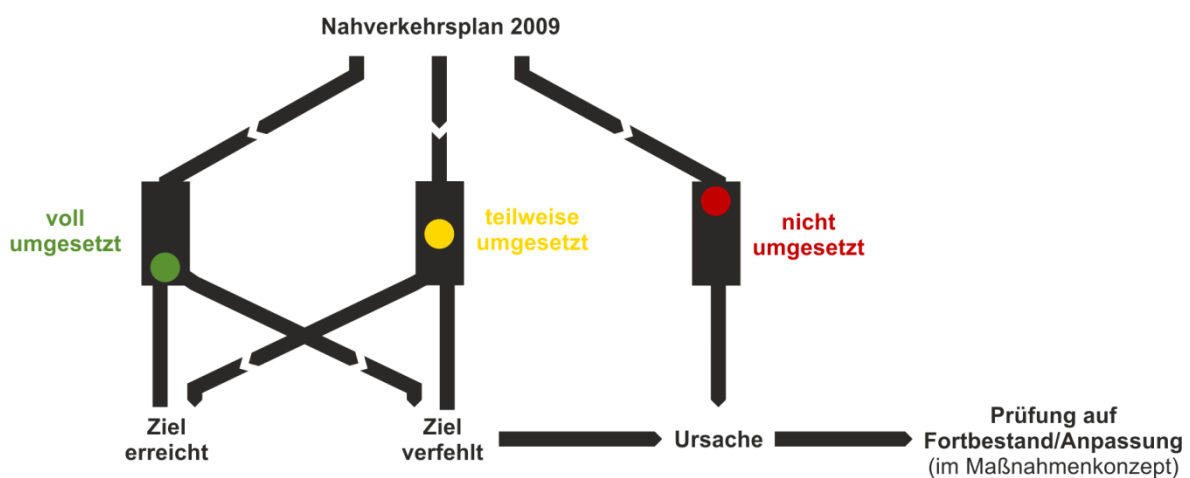 Nahverkehrsplan 2009
voll
umgesetzt
teilweise
umgesetzt
nicht
umgesetzt
Ziel
erreicht
Ziel
verfehlt
Ursache
Prüfung auf
Fortbestand/Anpassung
(im Maßnahmenkonzept)